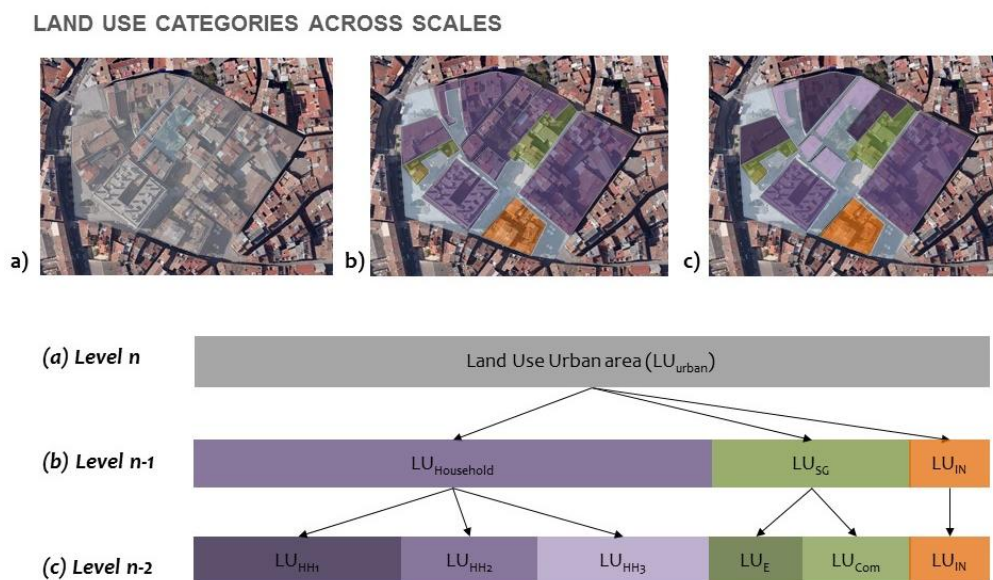 LAND USE CATEGORIES ACROSS SCALES
a) b) c)
(a) Level n Land Use Urban area (LUurban)
(b) Level n-1 LUHousehold LUSG LUIN
(c) Level n-2 LUHH1 LUHH2 LUHH3 LUE LUCom LUIN